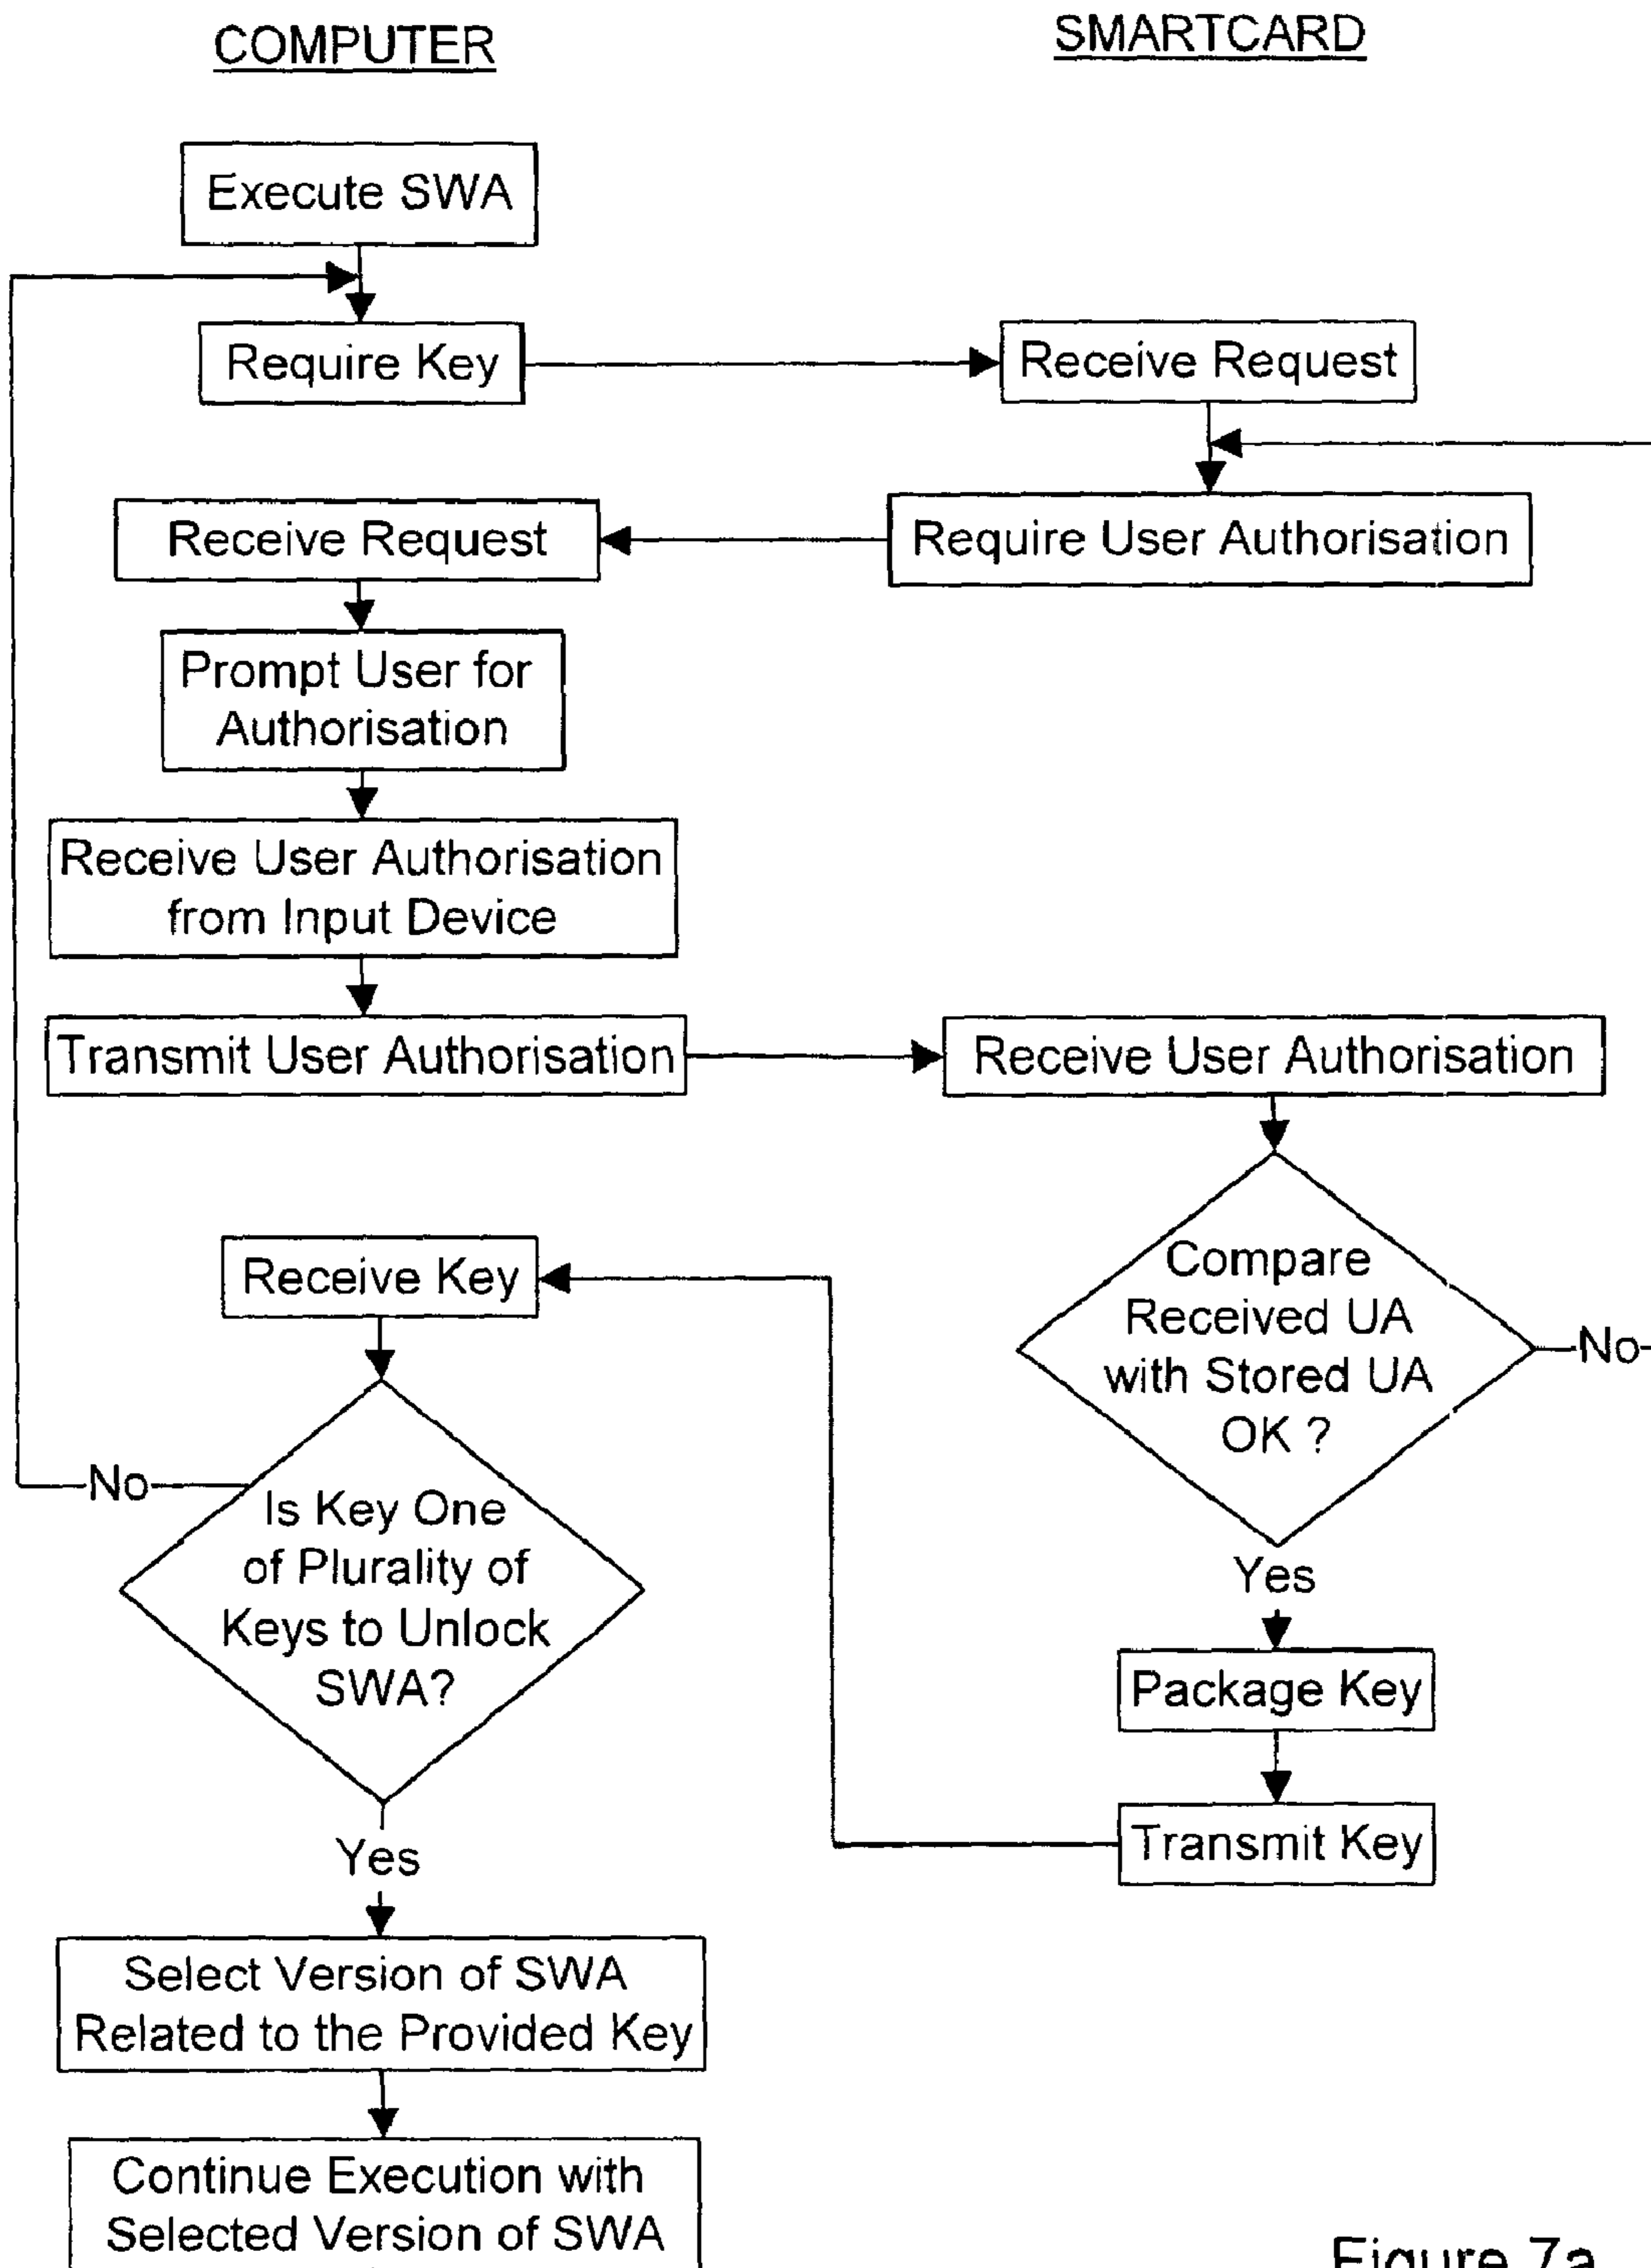 COMPUTER
SMARTCARD
Execute SWA
Require Key
Receive Request
Receive Request
Require User Authorisation
Prompt User for
Authorisation
Receive User Authorisation
from Input Device
Transmit User Authorisation
Receive User Authorisation
Receive Key
Compare
Received UA
with Stored UA
OK ?
No
No
Is Key One
of Plurality of
Keys to Unlock
SWA?
Yes
Package Key
Transmit Key
Yes
Select Version of SWA
Related to the Provided Key
Continue Execution with
Selected Version of SWA
Figure 7a